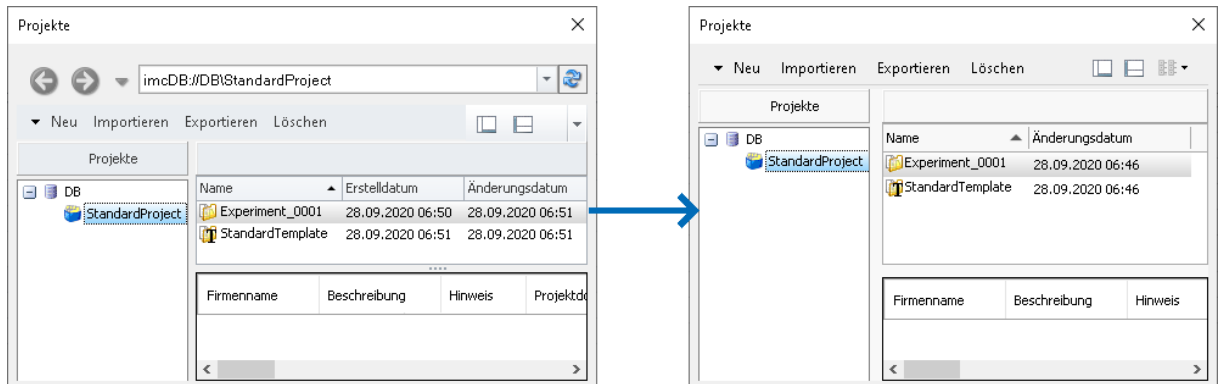 Projekte
imcDB://DB\StandardProject
Neu Importieren Exportieren Löschen
Projekte
DB
StandardProject
Name Erstelldatum Änderungsdatum
Experiment_0001 28.09.2020 06:50 28.09.2020 06:51
StandardTemplate 28.09.2020 06:51 28.09.2020 06:51
Firmenname Beschreibung Hinweis Projektdo
Projekte
Neu Importieren Exportieren Löschen
Projekte
DB
StandardProject
Name Änderungsdatum
Experiment_0001 28.09.2020 06:46
StandardTemplate 28.09.2020 06:46
Firmenname Beschreibung Hinweis